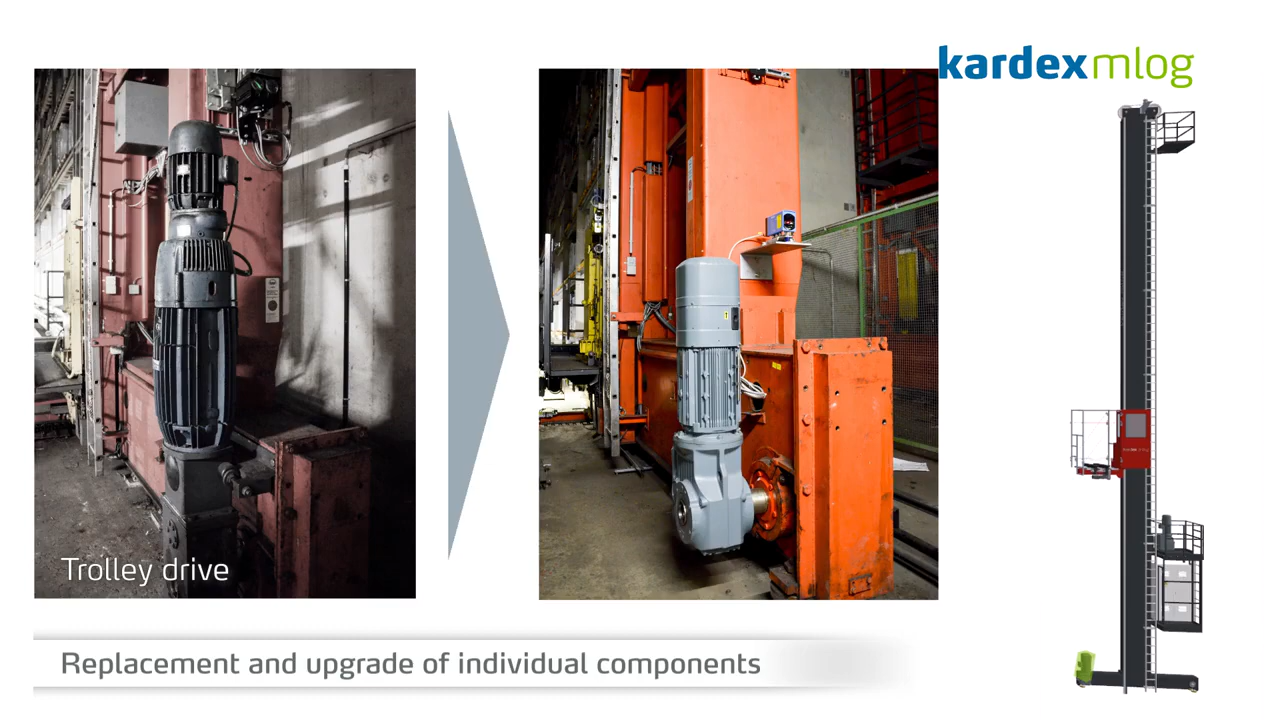 kardex mlog
Trolley drive
Replacement and upgrade of individual components